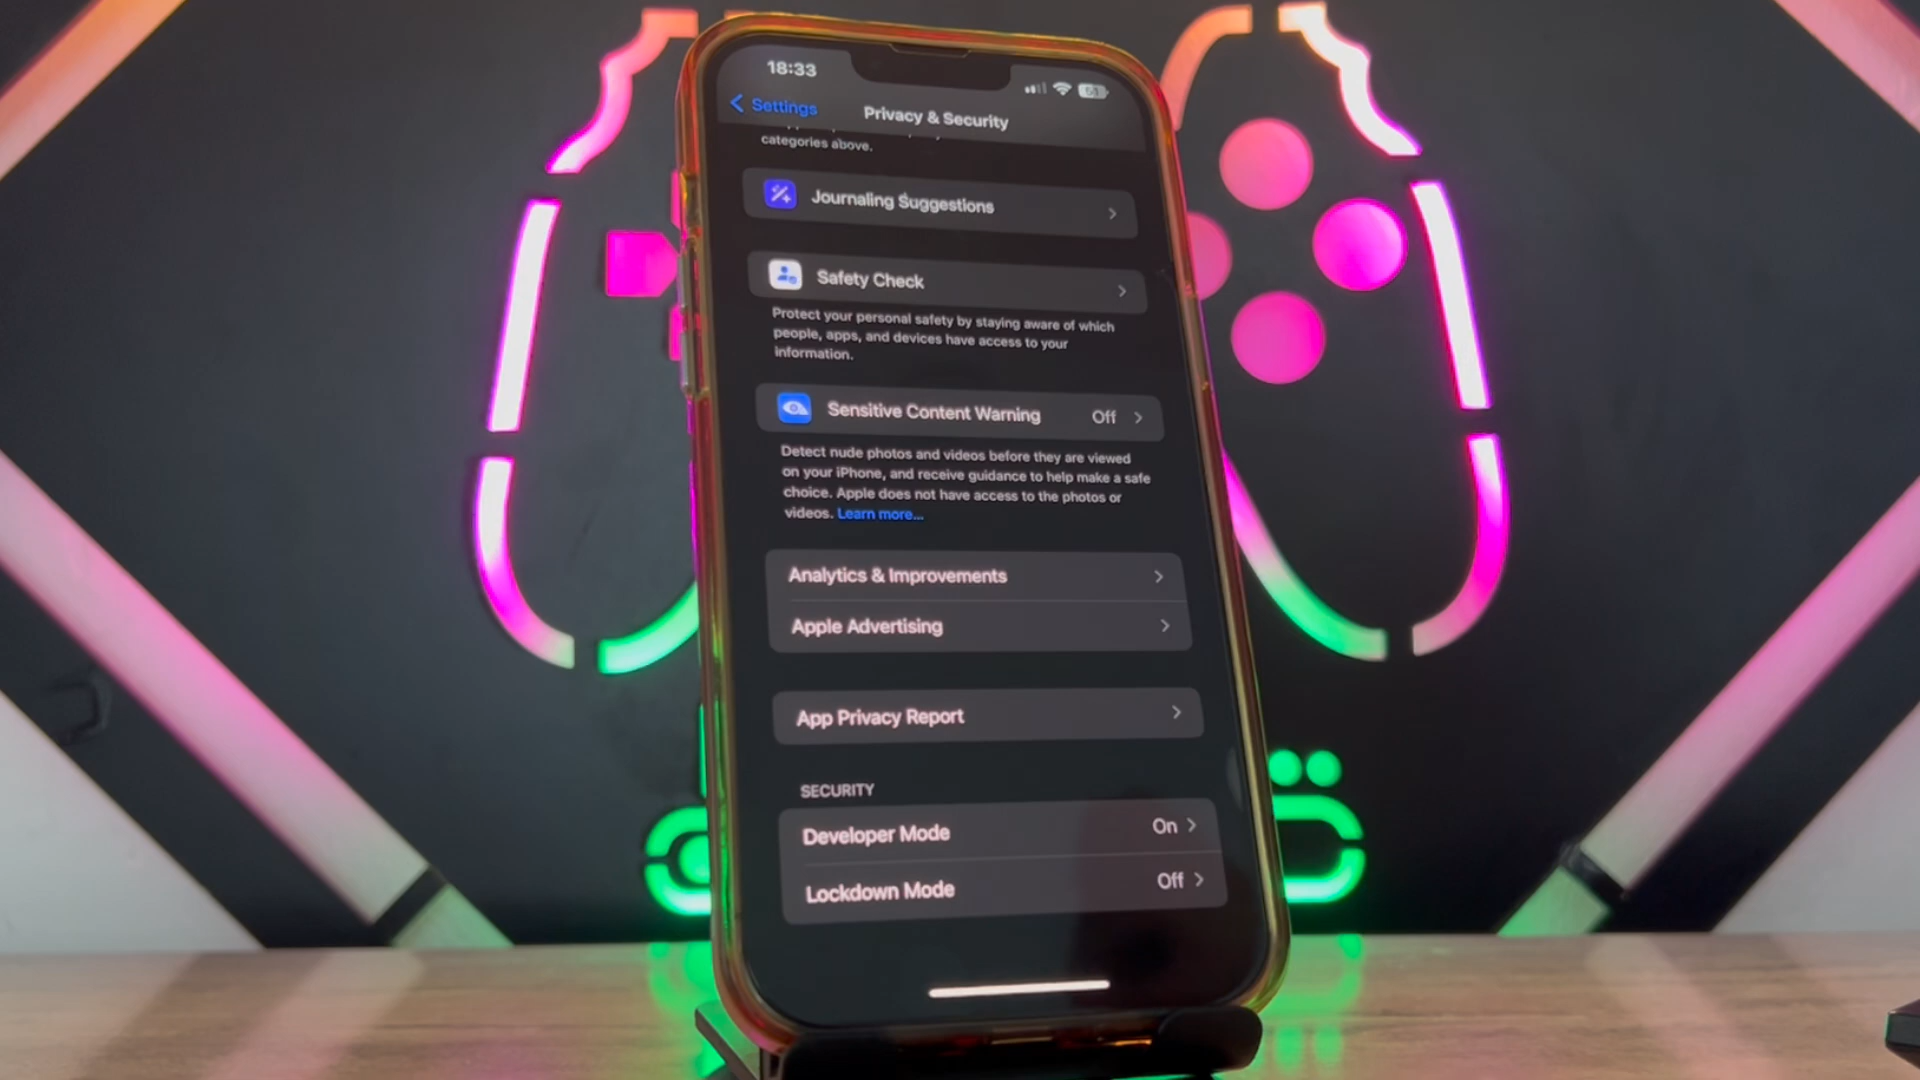 18:33
51
Settings
Privacy & Security
categories above.
Journaling Suggestions
Safety Check
Protect your personal safety by staying aware of which
people, apps, and devices have access to your
information.
Sensitive Content Warning
Off
Detect nude photos and videos before they are viewed
on your iPhone, and receive guidance to help make a safe
choice. Apple does not have access to the photos or
videos. Learn more...
Analytics & Improvements
Apple Advertising
App Privacy Report
SECURITY
Developer Mode
On
Lockdown Mode
Off